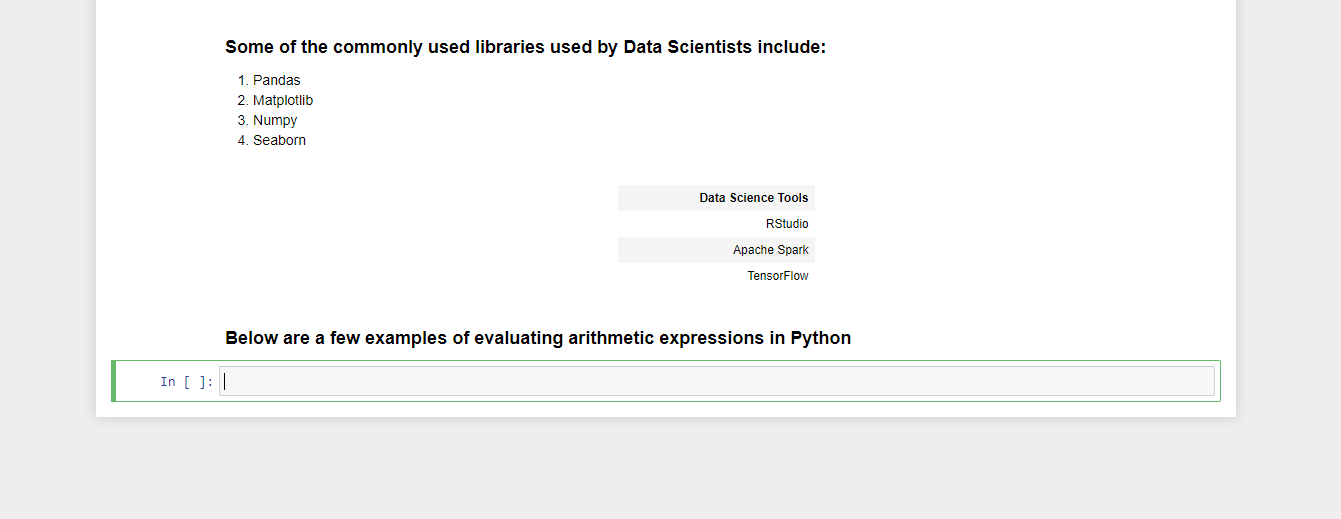 Some of the commonly used libraries used by Data Scientists include:
1. Pandas
2. Matplotlib
3. Numpy
4. Seaborn
Data Science Tools
RStudio
Apache Spark
TensorFlow
Below are a few examples of evaluating arithmetic expressions in Python
In [ ]: